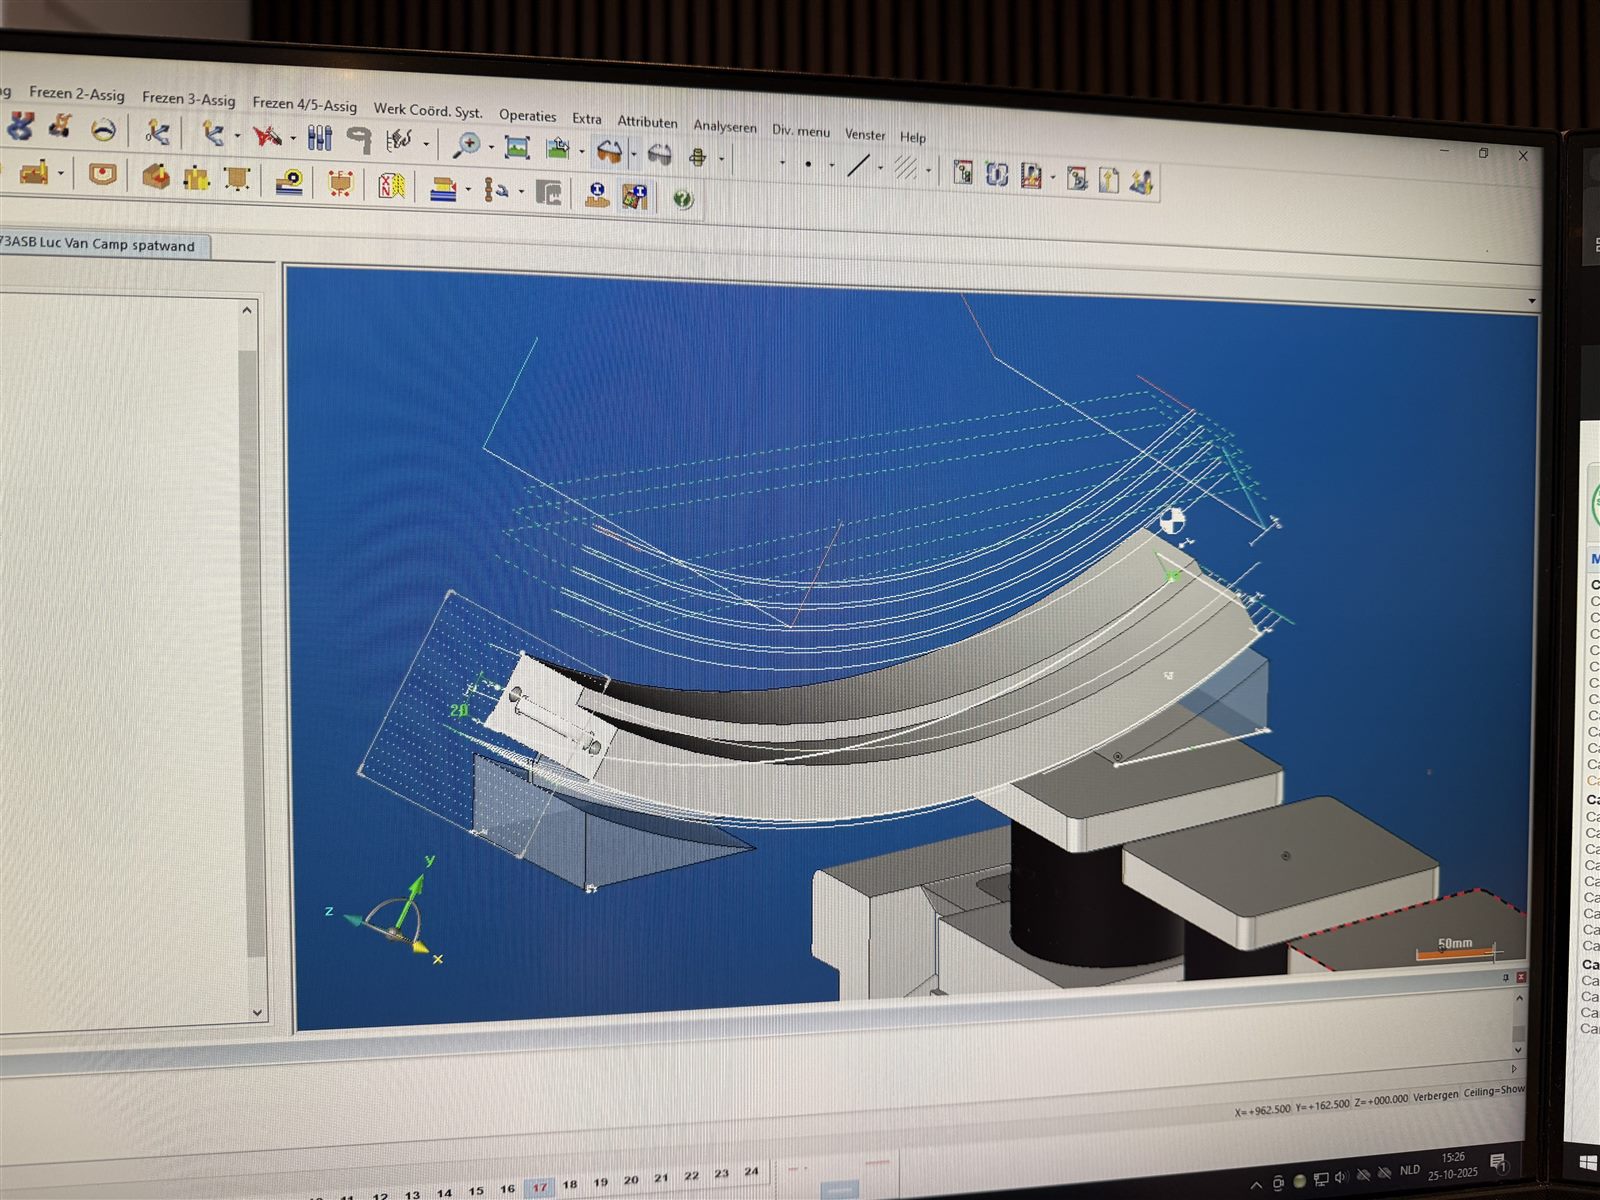 Frezen 2-Assig Frezen 3-Assig Frezen 4/5-Assig Werk Coörd. Syst. Operaties Extra Attributen Analyseren Div. menu Venster Help
73ASB Luc Van Camp spatwand
20
y
z
x
50mm
X=+962.500 Y=+162.500 Z=+000.000 Verbergen Ceiling=Show
11 12 13 14 15 16 17 18 19 20 21 22 23 24
NLD
15:26
25-10-2025
1